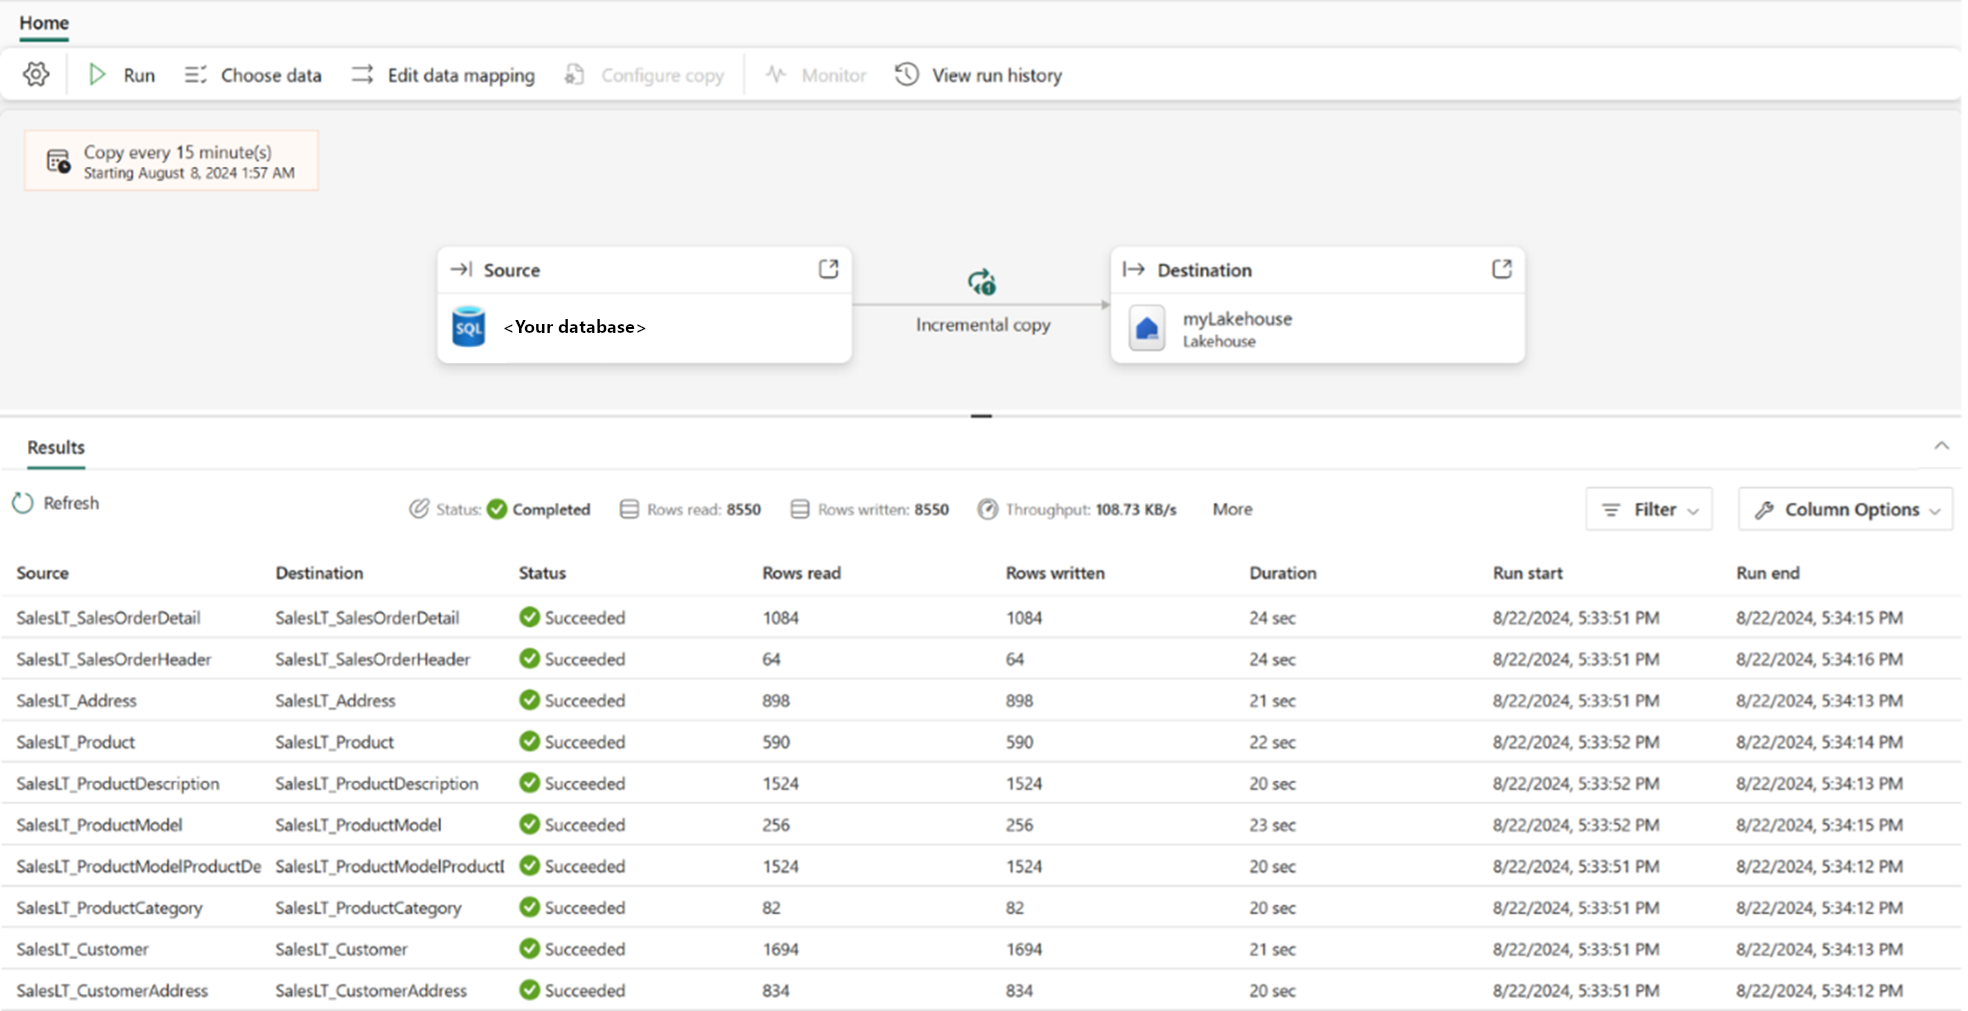 Home
Run Choose data Edit data mapping Configure copy Monitor View run history
Copy every 15 minute(s)
Starting August 8, 2024 1:57 AM
Source
SQL <Your database>
Incremental copy
1
Destination
myLakehouse
Lakehouse
Results
Refresh Status: Completed Rows read: 8550 Rows written: 8550 Throughput: 108.73 KB/s More Filter Column Options
Source Destination Status Rows read Rows written Duration Run start Run end
SalesLT_SalesOrderDetail SalesLT_SalesOrderDetail Succeeded 1084 1084 24 sec 8/22/2024, 5:33:51 PM 8/22/2024, 5:34:15 PM
SalesLT_SalesOrderHeader SalesLT_SalesOrderHeader Succeeded 64 64 24 sec 8/22/2024, 5:33:51 PM 8/22/2024, 5:34:16 PM
SalesLT_Address SalesLT_Address Succeeded 898 898 21 sec 8/22/2024, 5:33:51 PM 8/22/2024, 5:34:13 PM
SalesLT_Product SalesLT_Product Succeeded 590 590 22 sec 8/22/2024, 5:33:52 PM 8/22/2024, 5:34:14 PM
SalesLT_ProductDescription SalesLT_ProductDescription Succeeded 1524 1524 20 sec 8/22/2024, 5:33:52 PM 8/22/2024, 5:34:13 PM
SalesLT_ProductModel SalesLT_ProductModel Succeeded 256 256 23 sec 8/22/2024, 5:33:52 PM 8/22/2024, 5:34:15 PM
SalesLT_ProductModelProductDe SalesLT_ProductModelProduct Succeeded 1524 1524 20 sec 8/22/2024, 5:33:51 PM 8/22/2024, 5:34:12 PM
SalesLT_ProductCategory SalesLT_ProductCategory Succeeded 82 82 20 sec 8/22/2024, 5:33:51 PM 8/22/2024, 5:34:12 PM
SalesLT_Customer SalesLT_Customer Succeeded 1694 1694 21 sec 8/22/2024, 5:33:51 PM 8/22/2024, 5:34:13 PM
SalesLT_CustomerAddress SalesLT_CustomerAddress Succeeded 834 834 20 sec 8/22/2024, 5:33:51 PM 8/22/2024, 5:34:12 PM